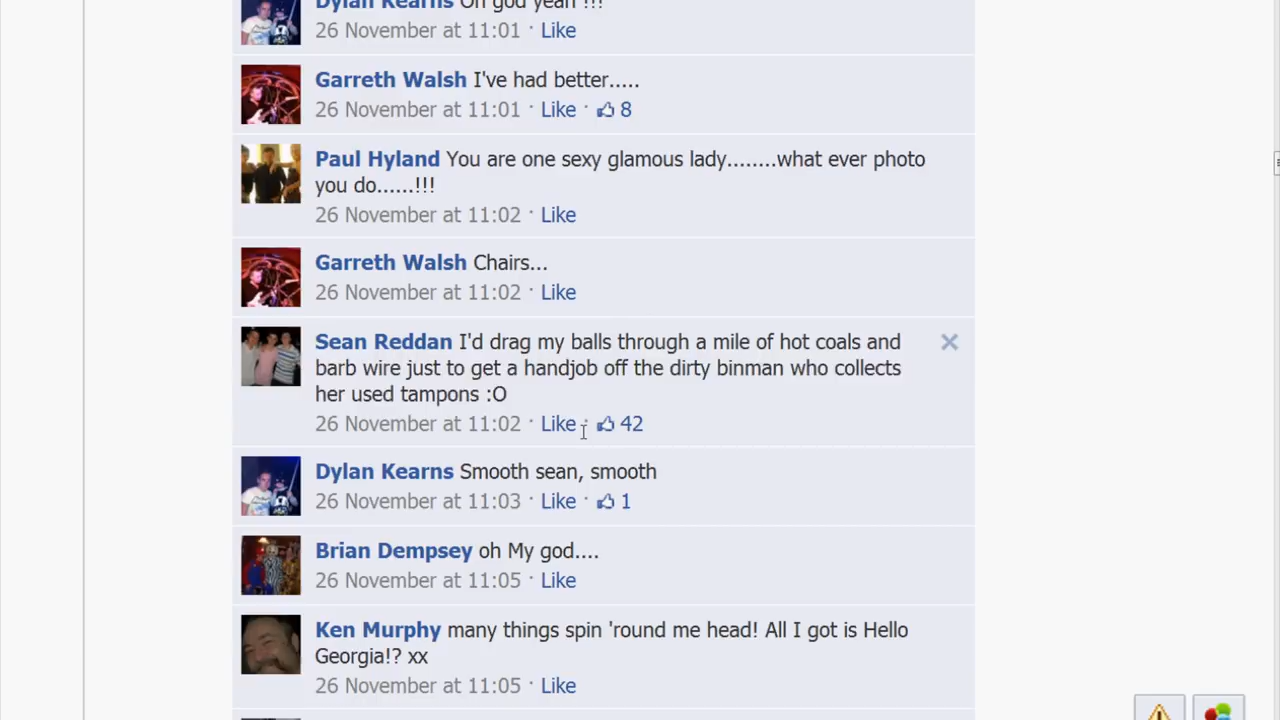 Dylan Kearns Oh god yeah !!!
26 November at 11:01 · Like
Garreth Walsh I've had better.....
26 November at 11:01 · Like · 8
Paul Hyland You are one sexy glamous lady........what ever photo
you do......!!!
26 November at 11:02 · Like
Garreth Walsh Chairs...
26 November at 11:02 · Like
Sean Reddan I'd drag my balls through a mile of hot coals and
barb wire just to get a handjob off the dirty binman who collects
her used tampons :O
26 November at 11:02 · Like · 42
Dylan Kearns Smooth sean, smooth
26 November at 11:03 · Like · 1
Brian Dempsey oh My god....
26 November at 11:05 · Like
Ken Murphy many things spin 'round me head! All I got is Hello
Georgia!? xx
26 November at 11:05 · Like